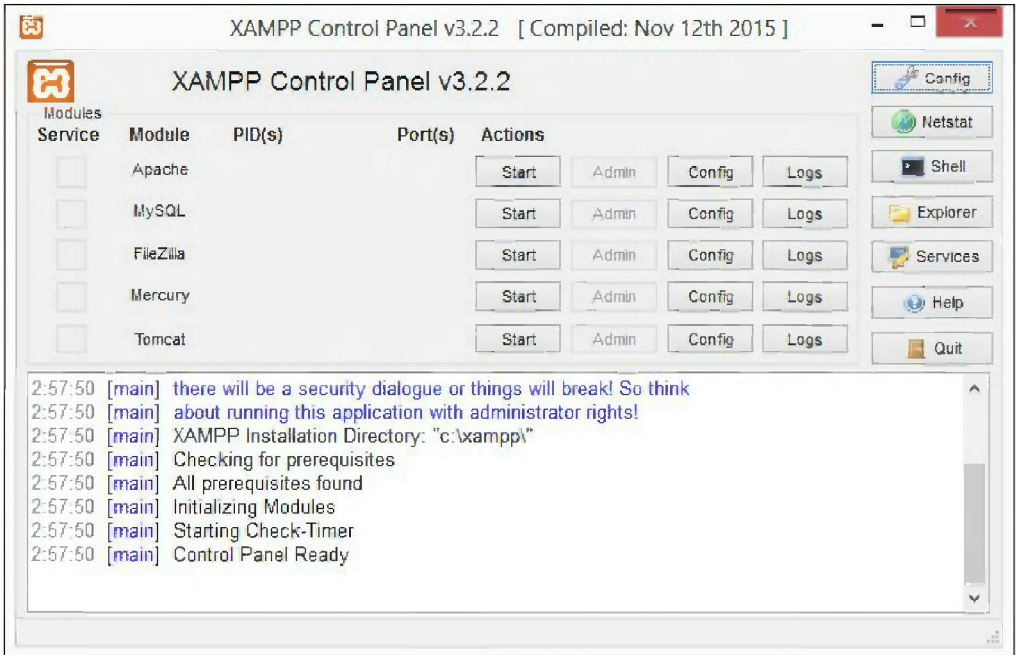 XAMPP Control Panel v3.2.2 [ Compiled: Nov 12th 2015 ]
XAMPP Control Panel v3.2.2
Config
Modules
Netstat
Service Module PID(s) Port(s) Actions
Apache Start Admin Config Logs
Shell
MySQL Start Admin Config Logs
Explorer
FileZilla Start Admin Config Logs
Services
Mercury Start Admin Config Logs
Help
Tomcat Start Admin Config Logs
Quit
2:57:50 [main] there will be a security dialogue or things will break! So think
2:57:50 [main] about running this application with administrator rights!
2:57:50 [main] XAMPP Installation Directory: "c:\xampp\"
2:57:50 [main] Checking for prerequisites
2:57:50 [main] All prerequisites found
2:57:50 [main] Initializing Modules
2:57:50 [main] Starting Check-Timer
2:57:50 [main] Control Panel Ready